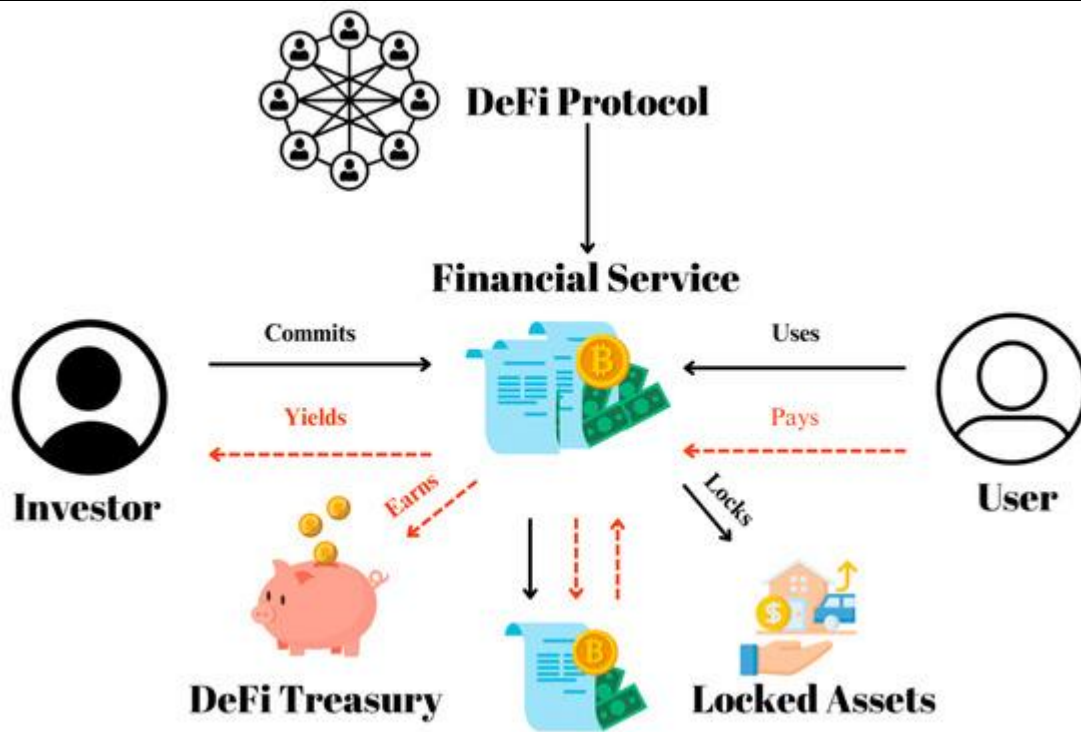 DeFi Protocol
Financial Service
Commits
Uses
Yields
Pays
Investor
Earns
Locks
User
DeFi Treasury
Locked Assets